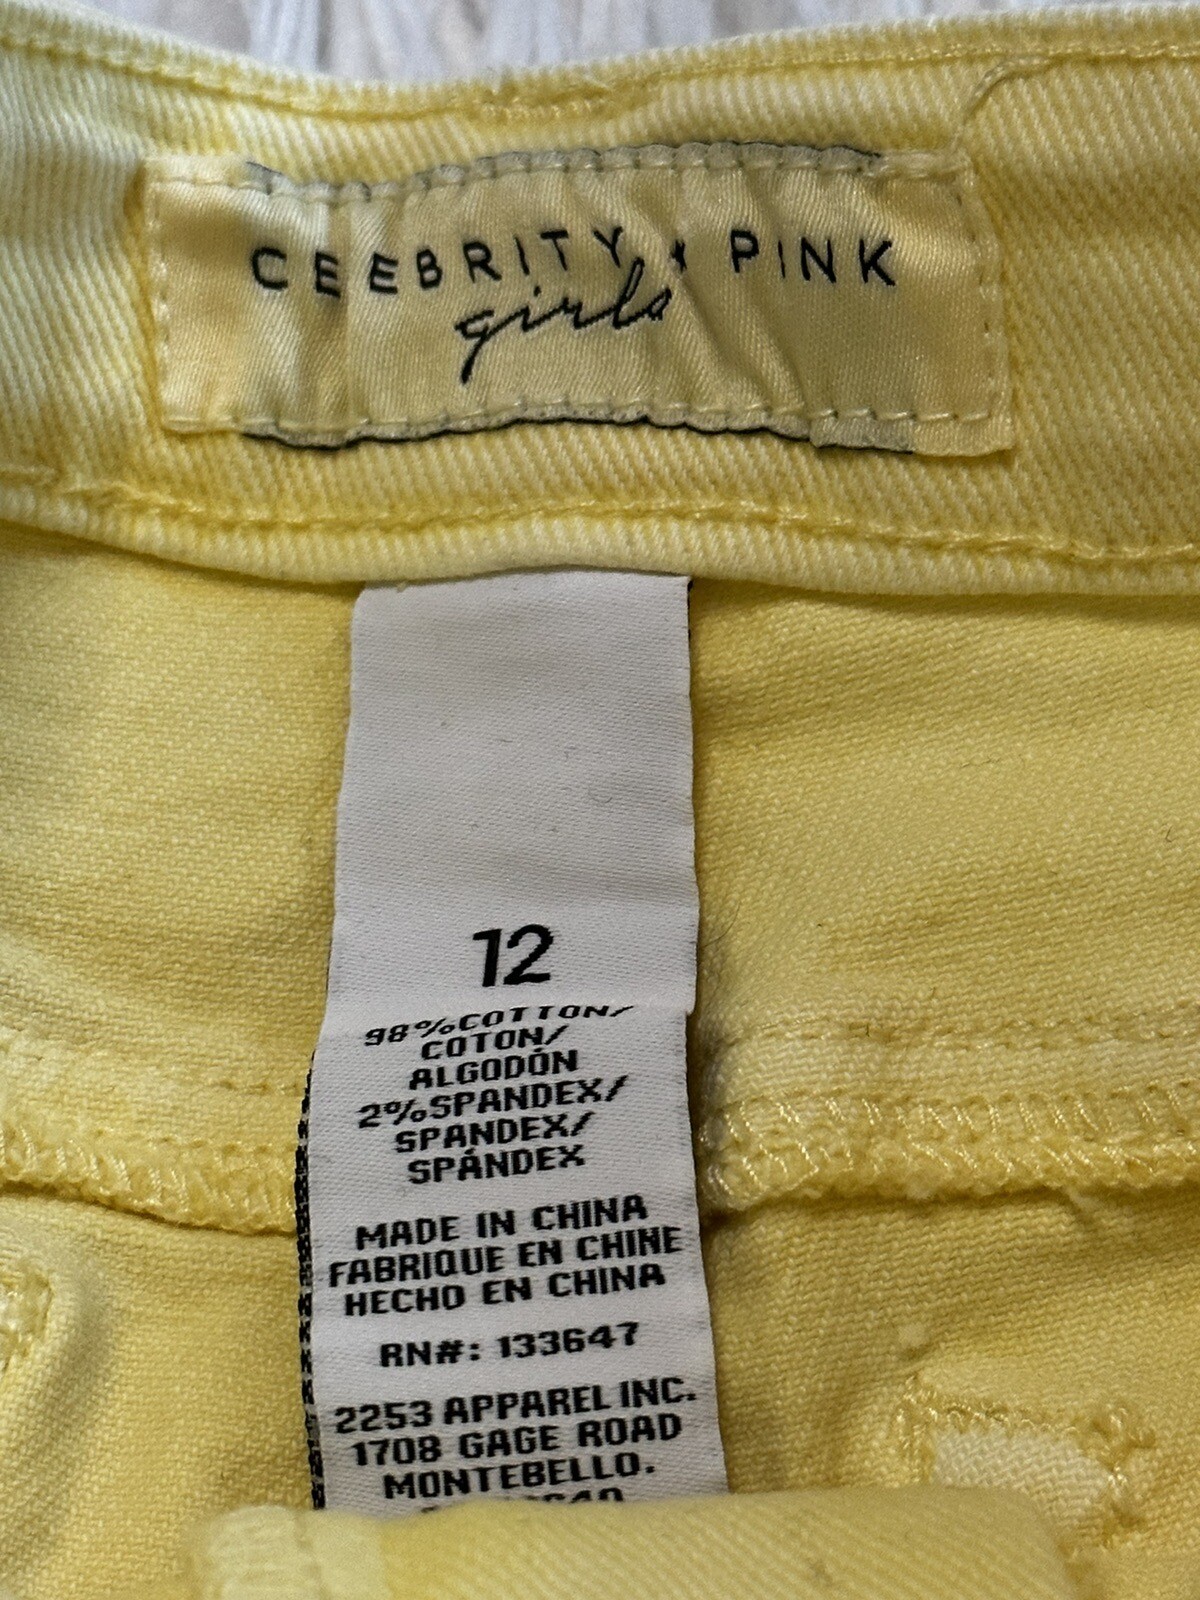 CELEBRITY PINK
girls
12
98%COTTON/
COTON/
ALGODÓN
2%SPANDEX/
SPANDEX/
SPÁNDEX
MADE IN CHINA
FABRIQUE EN CHINE
HECHO EN CHINA
RN#: 133647
2253 APPAREL INC.
1708 GAGE ROAD
MONTEBELLO.